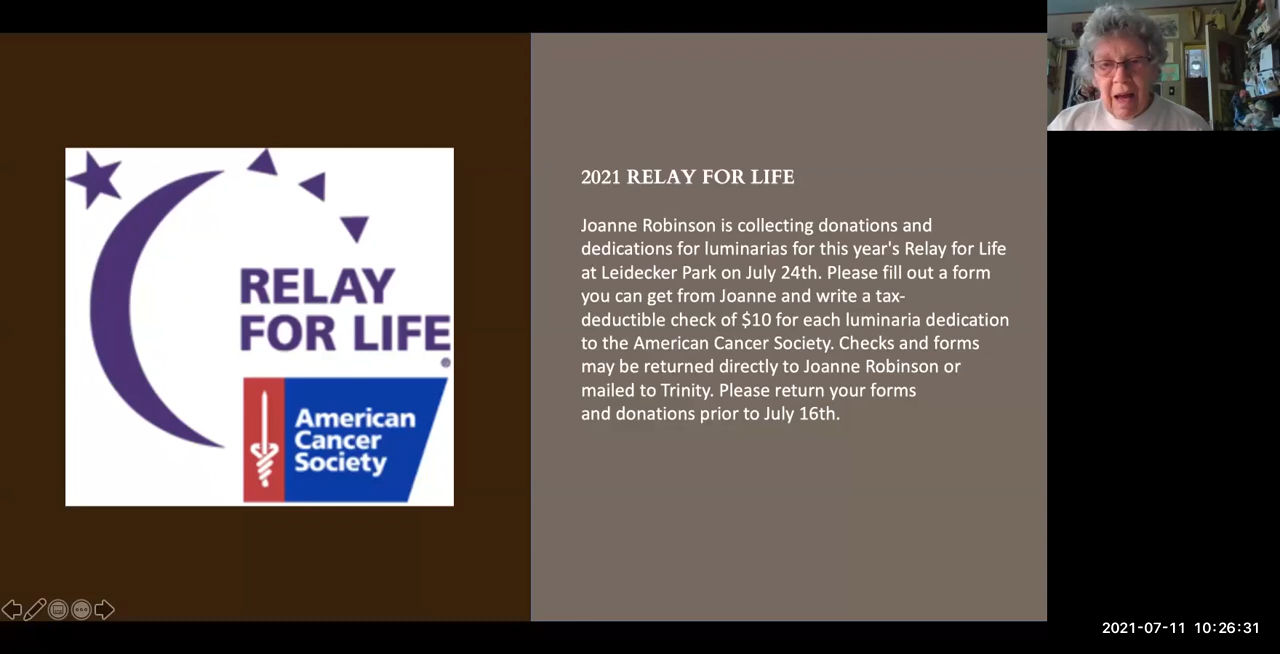 RELAY
FOR LIFE
American
Cancer
Society
2021 RELAY FOR LIFE
Joanne Robinson is collecting donations and
dedications for luminarias for this year's Relay for Life
at Leidecker Park on July 24th. Please fill out a form
you can get from Joanne and write a tax-
deductible check of $10 for each luminaria dedication
to the American Cancer Society. Checks and forms
may be returned directly to Joanne Robinson or
mailed to Trinity. Please return your forms
and donations prior to July 16th.
2021-07-11 10:26:31